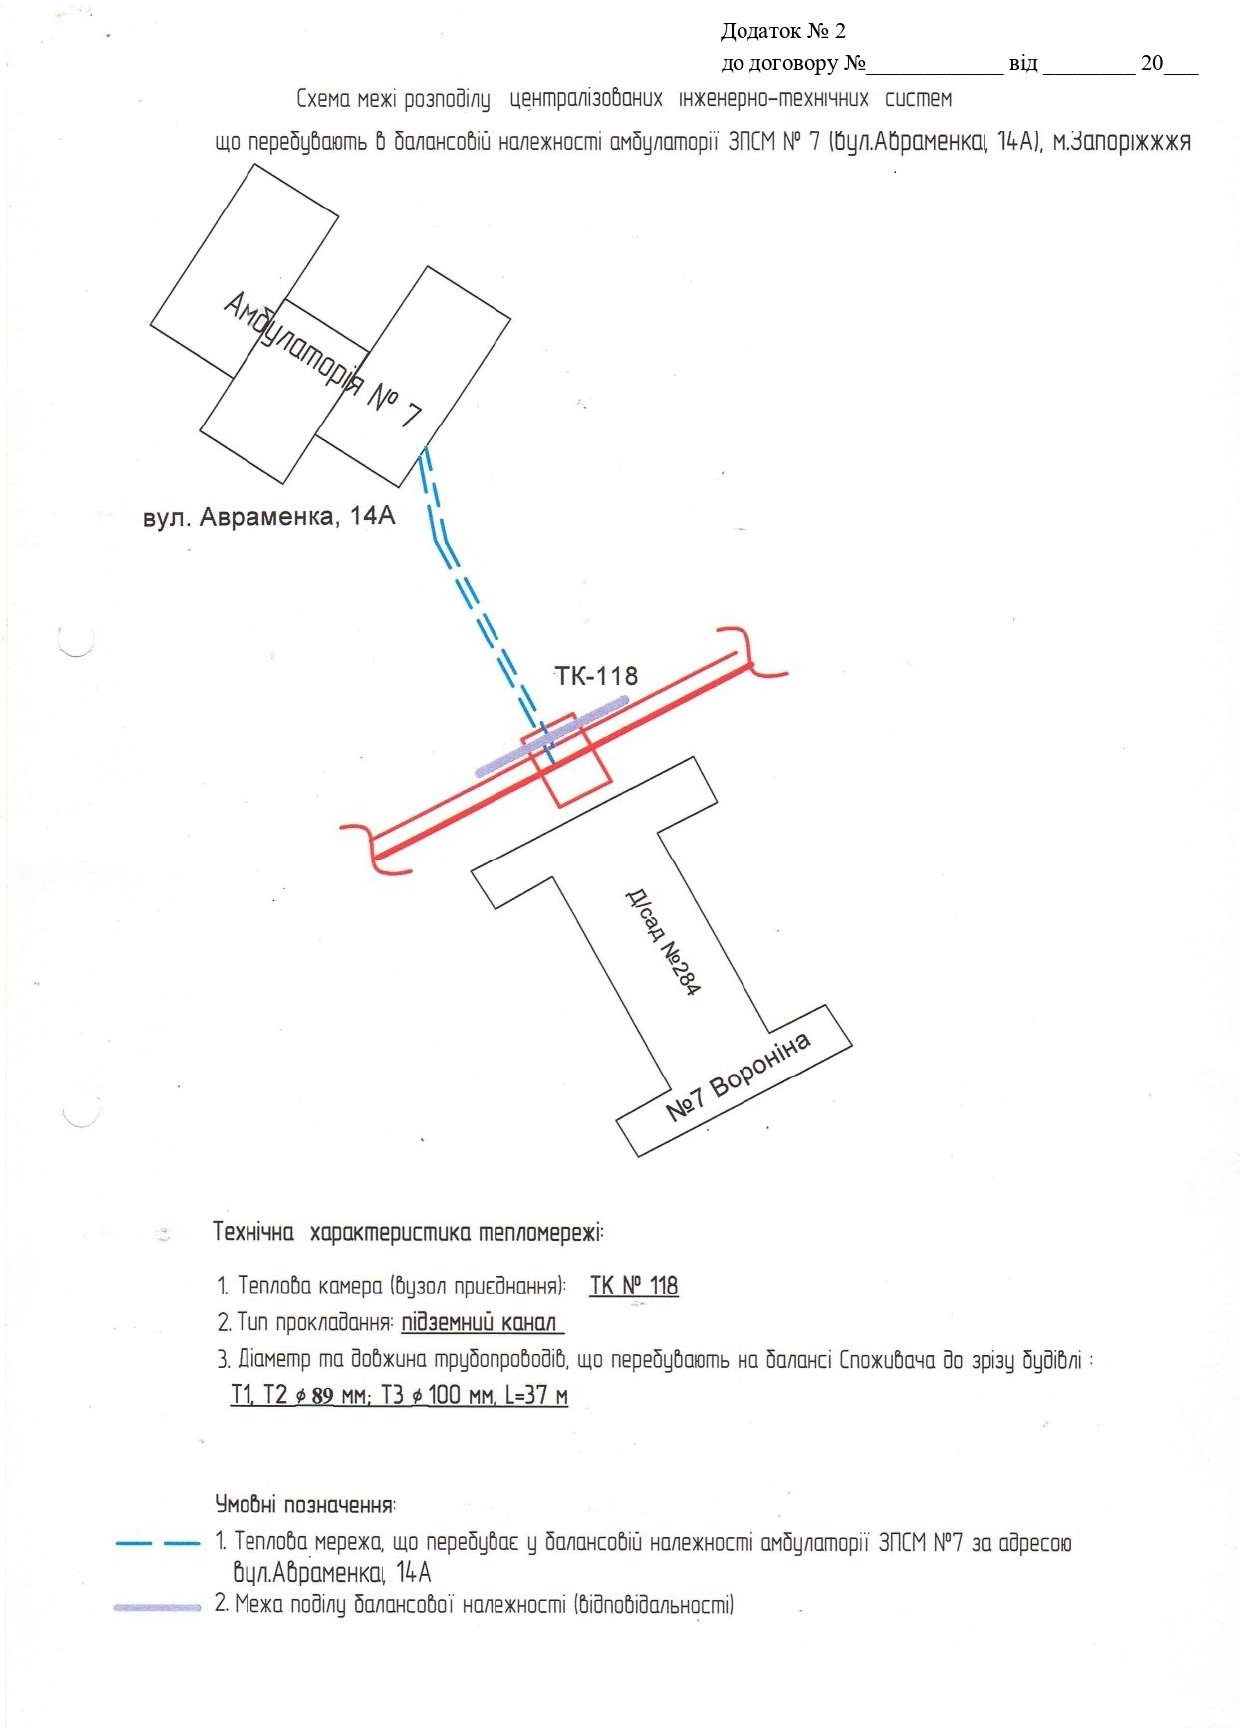 Додаток № 2
до договору №____________ від ________ 20___
Схема межі розподілу централізованих інженерно-технічних систем
що перебувають в балансовій належності амбулаторії ЗПСМ № 7 (вул.Авраменка, 14А), м.Запоріжжжя
Амбулаторія № 7
вул. Авраменка, 14А
ТК-118
Д/сад №284
№7 Вороніна
Технічна характеристика тепломережі:
1. Теплова камера (вузол приєднання): ТК № 118
2. Тип прокладання: підземний канал
3. Діаметр та довжина трубопроводів, що перебувають на балансі Споживача до зрізу будівлі :
Т1, Т2 ϕ 89 мм; Т3 ϕ 100 мм, L=37 м
Умовні позначення:
1. Теплова мережа, що перебуває у балансовій належності амбулаторії ЗПСМ №7 за адресою
вул.Авраменка, 14А
2. Межа поділу балансової належності (відповідальності)